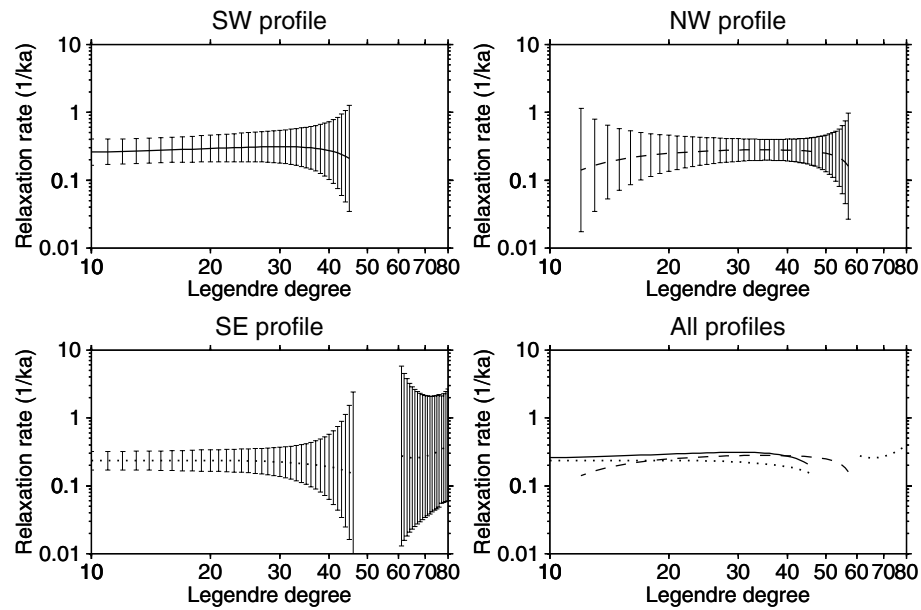 SW profile
Relaxation rate (1/ka)
10
1
0.1
0.01
10 20 30 40 50 60 70 80
Legendre degree
NW profile
Relaxation rate (1/ka)
10
1
0.1
0.01
10 20 30 40 50 60 70 80
Legendre degree
SE profile
Relaxation rate (1/ka)
10
1
0.1
0.01
10 20 30 40 50 60 70 80
Legendre degree
All profiles
Relaxation rate (1/ka)
10
1
0.1
0.01
10 20 30 40 50 60 70 80
Legendre degree